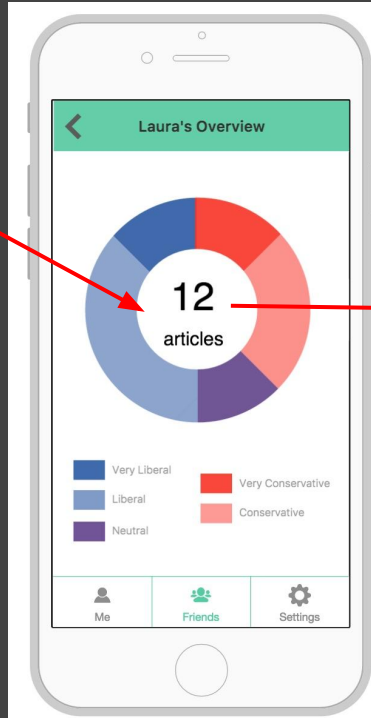 Laura's Overview
12
articles
Very Liberal
Liberal
Neutral
Very Conservative
Conservative
Me
Friends
Settings